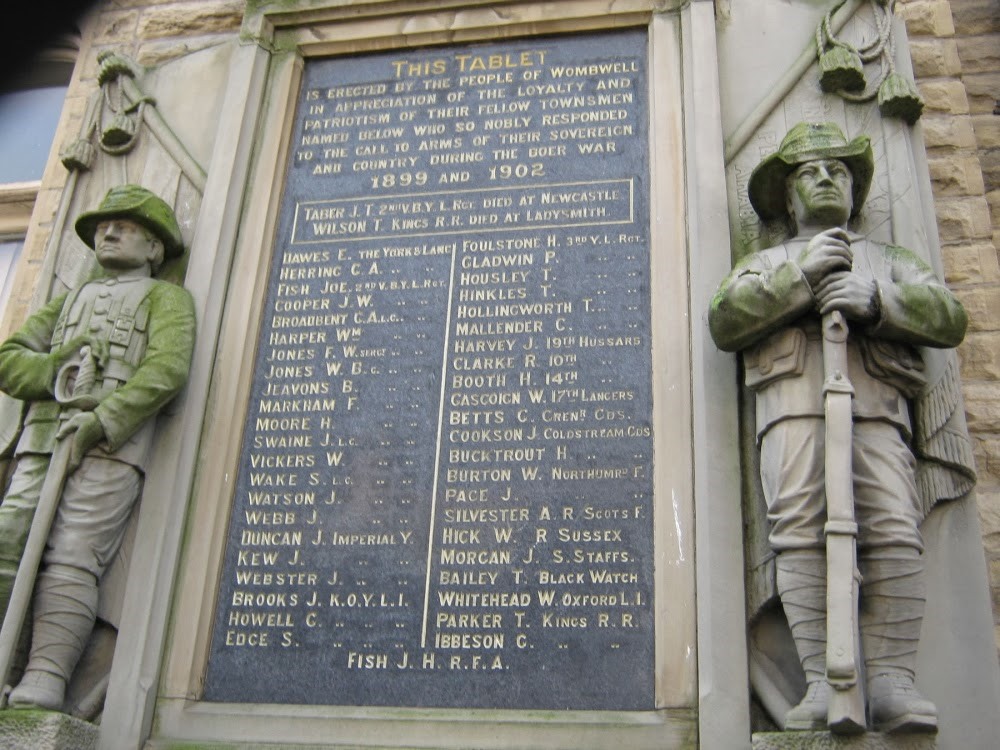 THIS TABLET
IS ERECTED BY THE PEOPLE OF WOMBWELL
IN APPRECIATION OF THE LOYALTY AND
PATRIOTISM OF THEIR FELLOW TOWNSMEN
NAMED BELOW WHO SO NOBLY RESPONDED
TO THE CALL TO ARMS OF THEIR SOVEREIGN
AND COUNTRY DURING THE BOER WAR
1899 AND 1902
TABER J. T. 2ND V.B.Y. L. RGT. DIED AT NEWCASTLE
WILSON T. KINGS R.R. DIED AT LADYSMITH.
DAWES E. THE YORK & LANC
HERRING C.A. .. ..
FISH JOE. 2ND V.B.Y.L.RGT.
COOPER J.W. .. ..
BROADBENT C.A. L.C. .. ..
HARPER WM .. ..
JONES F.W. SERGT .. ..
JONES W.B. C. .. ..
JEAVONS B. .. ..
MARKHAM F. .. ..
MOORE H. .. ..
SWAINE J. L.C. .. ..
VICKERS W. .. ..
WAKE S. L.C. .. ..
WATSON J. .. ..
WEBB J. .. ..
DUNCAN J. IMPERIAL Y.
KEW J. .. ..
WEBSTER J. .. ..
BROOKS J. K.O.Y.L.I.
HOWELL C. .. .. ..
EDGE S. .. .. ..
FOULSTONE H. 3RD Y.L. RGT.
GLADWIN P. .. ..
HOUSLEY T. .. ..
HINKLES T. .. ..
HOLLINGWORTH T. .. ..
MALLENDER C. .. ..
HARVEY J. 19TH HUSSARS
CLARKE R 10TH ..
BOOTH H. 14TH ..
GASCOIGN W. 17TH LANCERS
BETTS C. GREN'R GDS.
COOKSON J. COLDSTREAM GDS
BUCKTROUT H. .. ..
BURTON W. NORTHUMRD F.
PACE J. .. ..
SILVESTER A. R. SCOTS F.
HICK W. R SUSSEX
MORGAN J. S. STAFFS.
BAILEY T. BLACK WATCH
WHITEHEAD W. OXFORD L.I.
PARKER T. KINGS R.R.
IBBESON G. .. ..
FISH J. H. R.F.A.